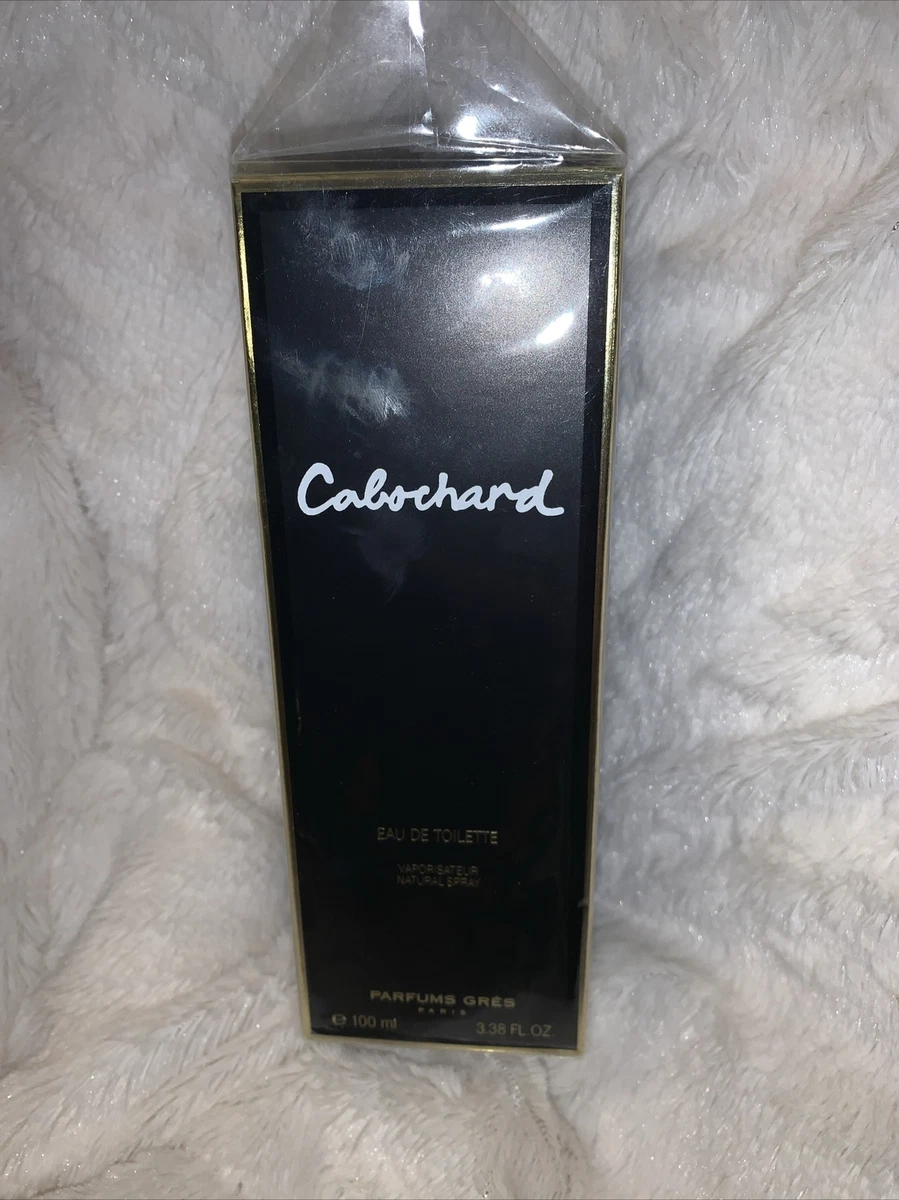 Cabochard
EAU DE TOILETTE
VAPORISATEUR
NATURAL SPRAY
PARFUMS GRÈS
PARIS
℮ 100 ml 3.38 FL.OZ.